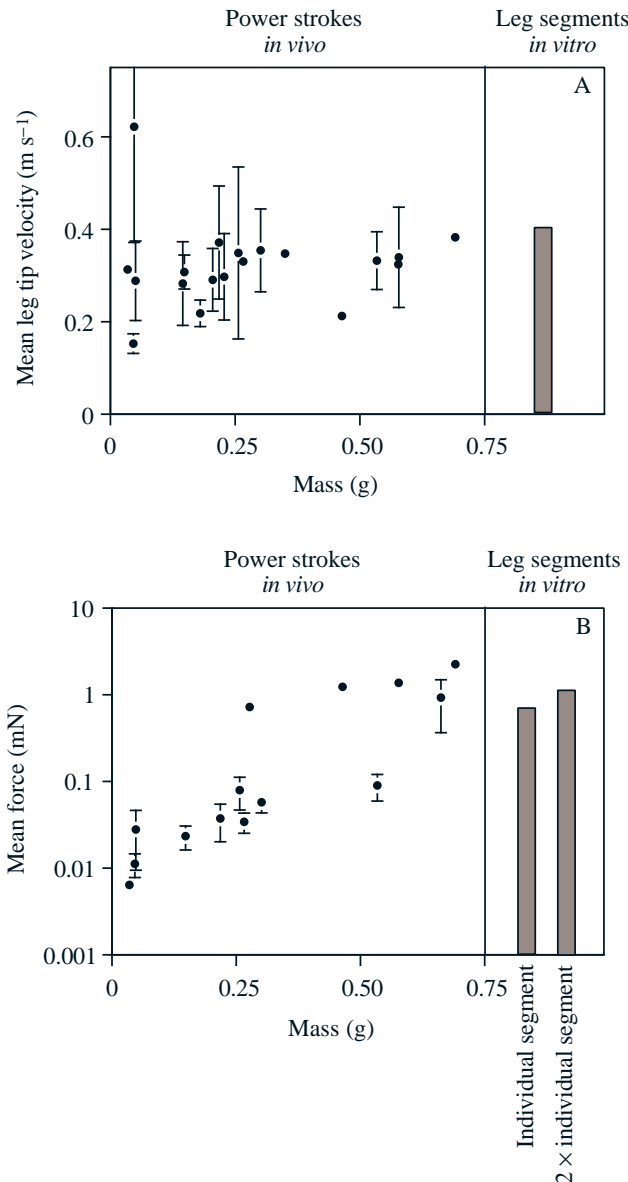 Power strokes
in vivo
Leg segments
in vitro
A
Mean leg tip velocity (m s⁻¹)
0.6
0.4
0.2
0
0
0.25
0.50
0.75
Mass (g)
Power strokes
in vivo
Leg segments
in vitro
B
Mean force (mN)
10
1
0.1
0.01
0.001
0
0.25
0.50
0.75
Mass (g)
Individual segment
2 × individual segment